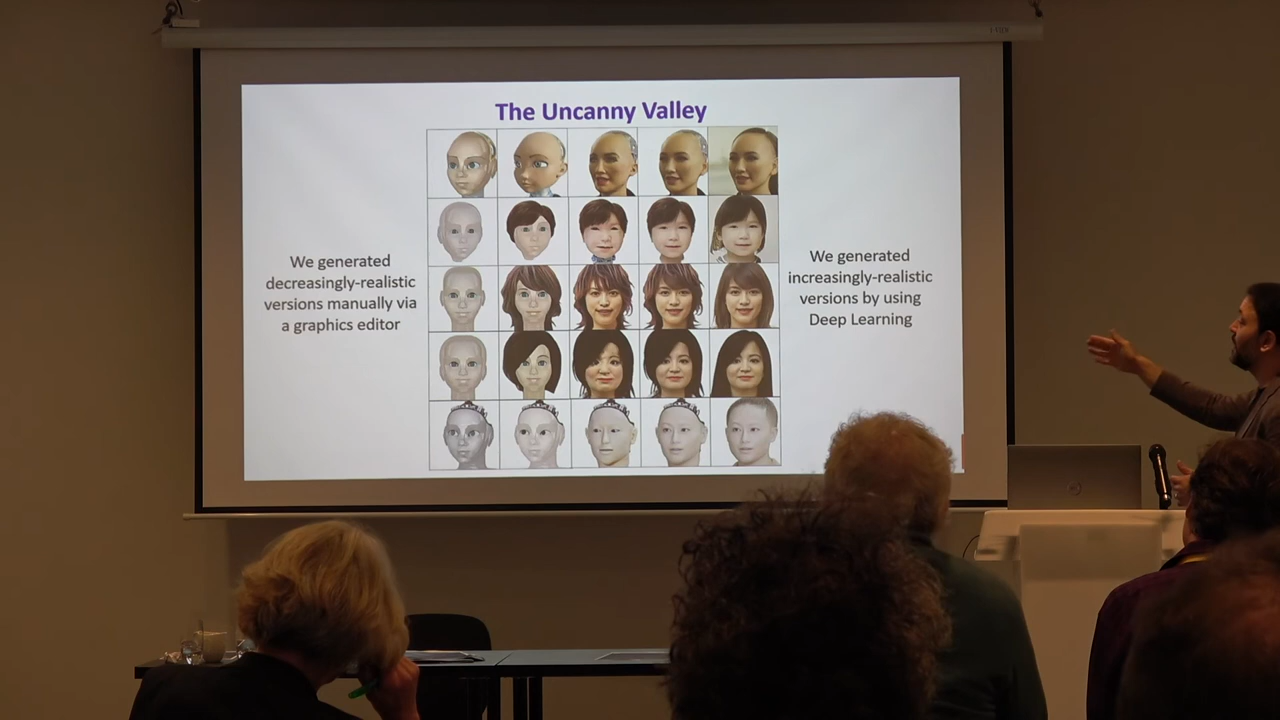 The Uncanny Valley
We generated
decreasingly-realistic
versions manually via
a graphics editor
We generated
increasingly-realistic
versions by using
Deep Learning